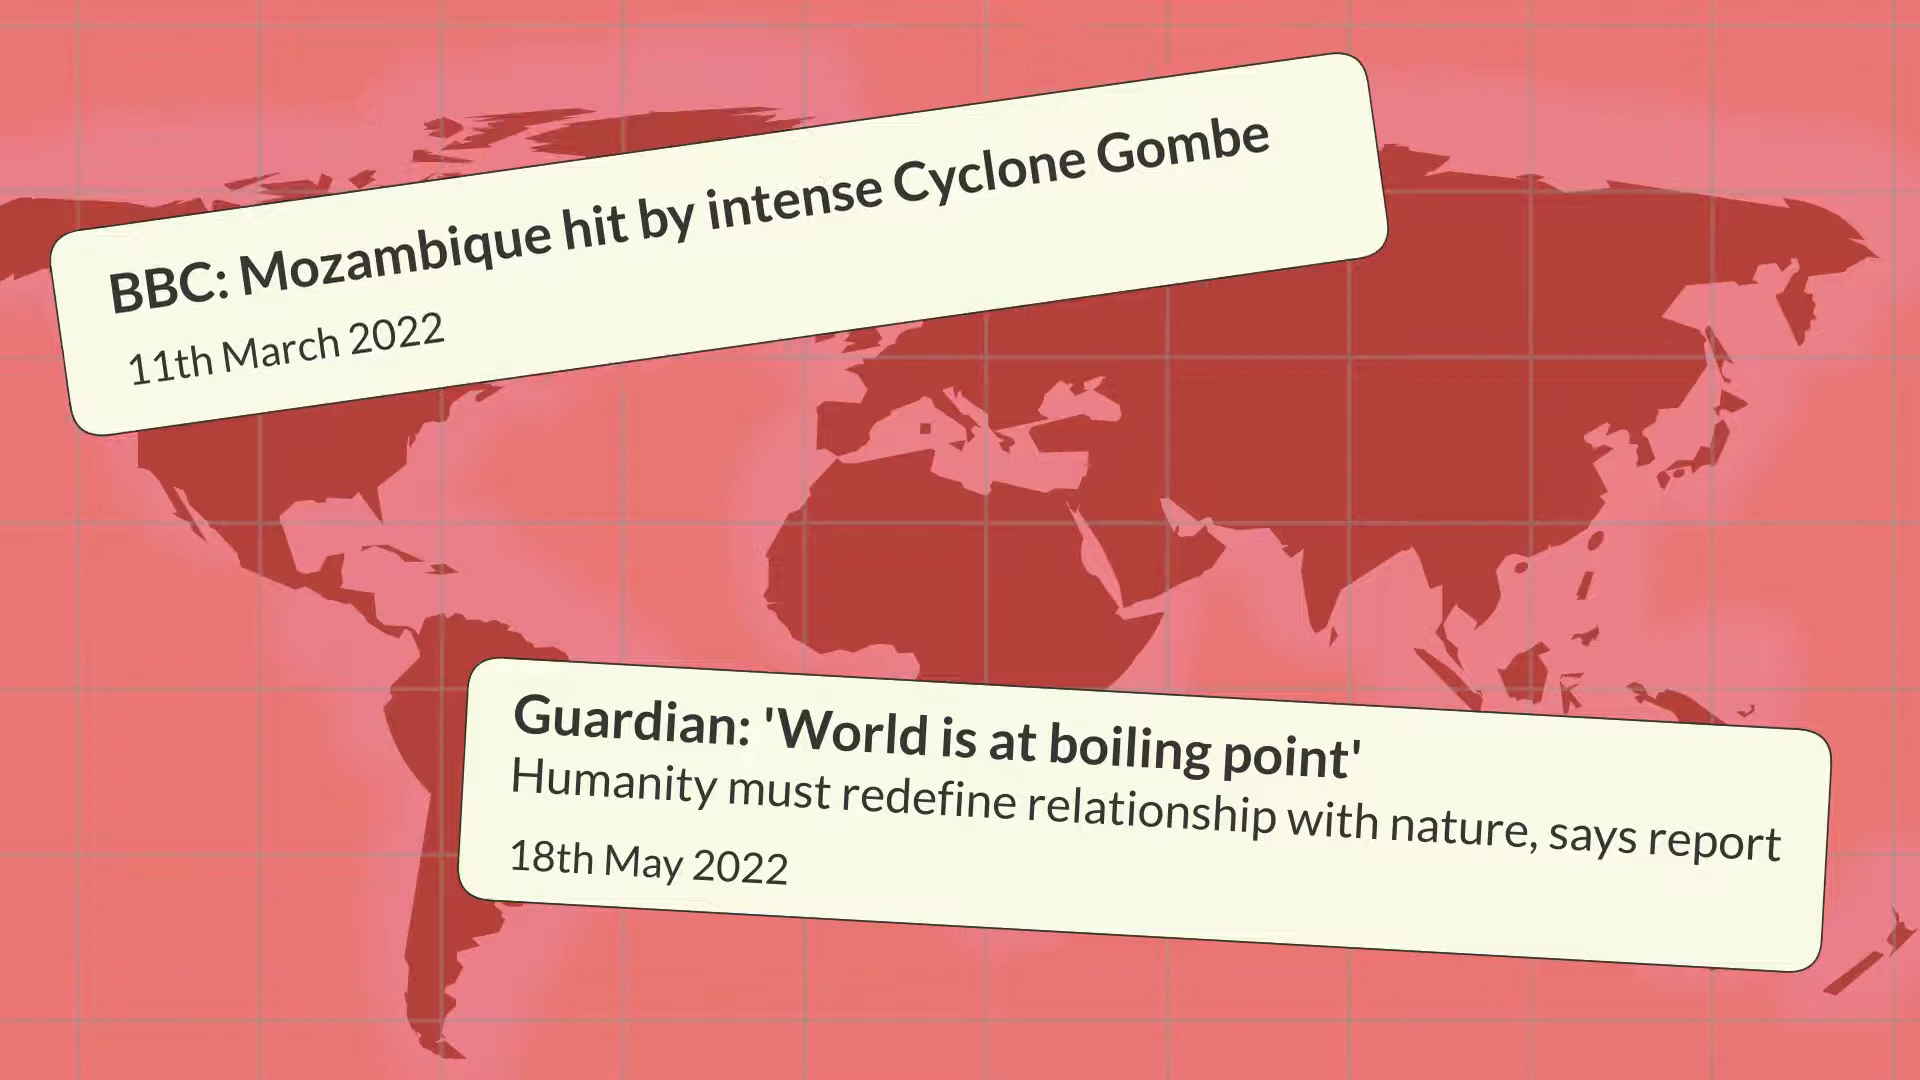 BBC: Mozambique hit by intense Cyclone Gombe
11th March 2022
Guardian: 'World is at boiling point'
Humanity must redefine relationship with nature, says report
18th May 2022